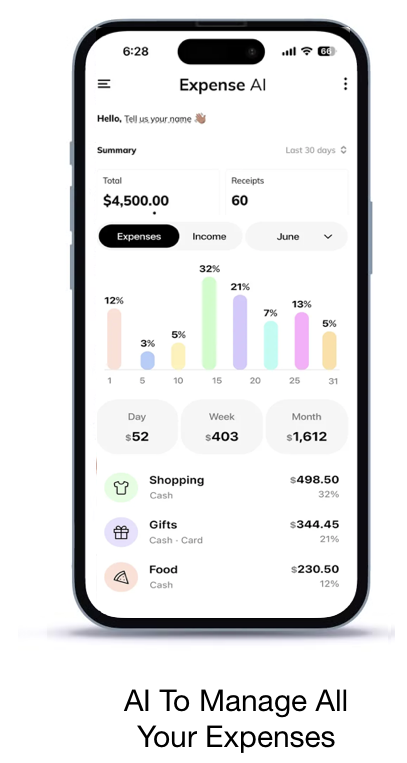 6:28
66
Expense AI
Hello, Tell us your name 👋🏽
Summary
Last 30 days
Total
Receipts
$4,500.00
60
Expenses
Income
June
32%
21%
12%
13%
7%
5%
5%
3%
1 5 10 15 20 25 31
Day
Week
Month
$52
$403
$1,612
Shopping
$498.50
Cash
32%
Gifts
$344.45
Cash · Card
21%
Food
$230.50
Cash
12%
AI To Manage All
Your Expenses